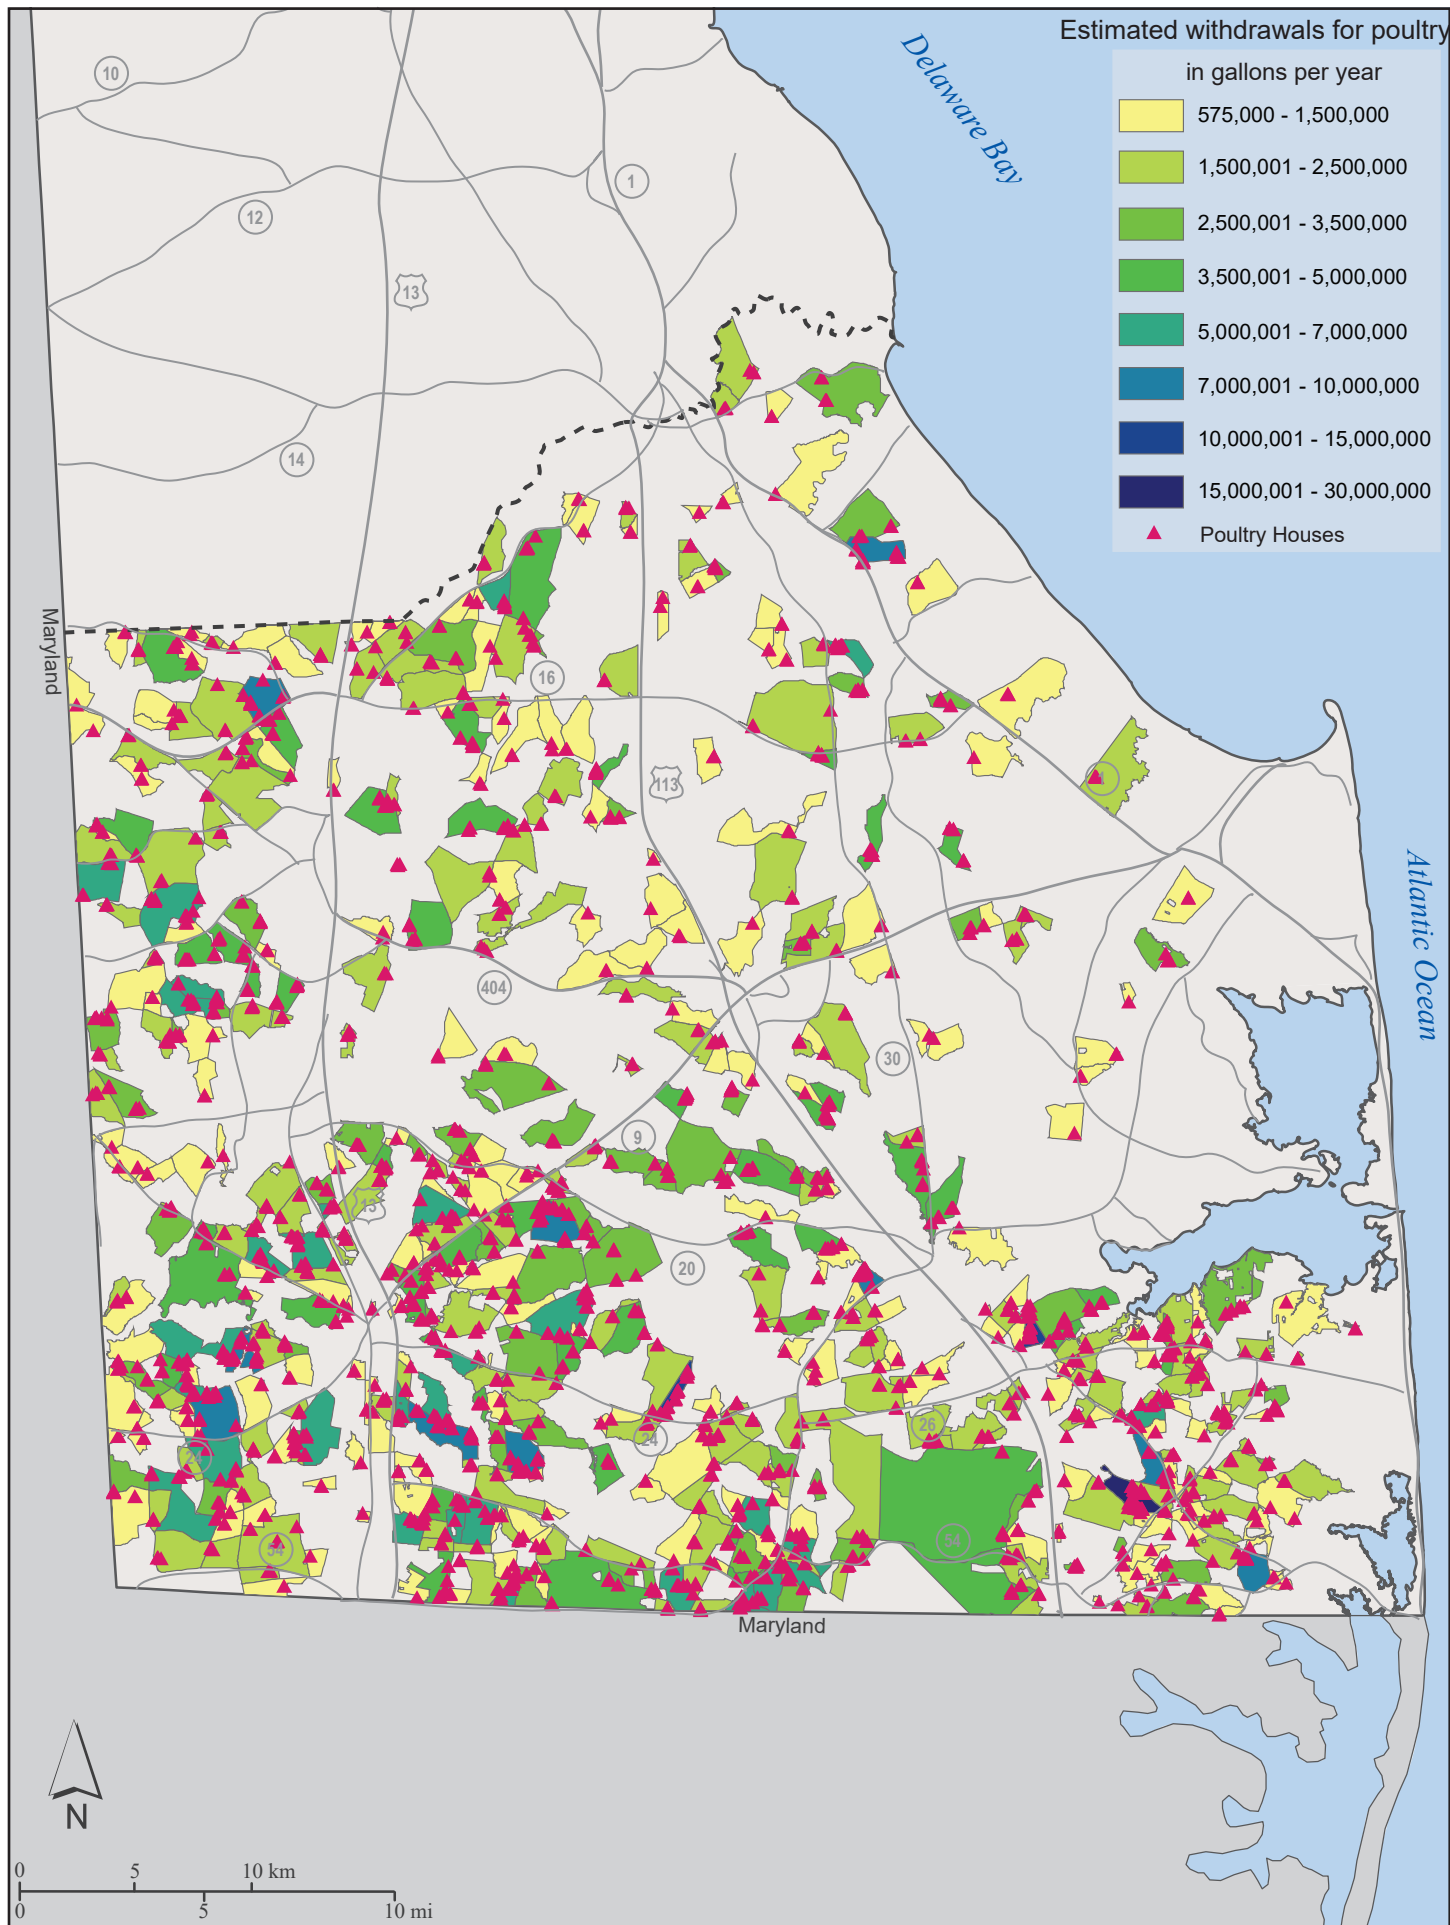 Estimated withdrawals for poultry
in gallons per year
575,000 - 1,500,000
1,500,001 - 2,500,000
2,500,001 - 3,500,000
3,500,001 - 5,000,000
5,000,001 - 7,000,000
7,000,001 - 10,000,000
10,000,001 - 15,000,000
15,000,001 - 30,000,000
Poultry Houses
Delaware Bay
10
1
12
13
14
Maryland
16
113
1
Atlantic Ocean
404
30
9
13
20
26
24
24
54
54
Maryland
N
0 5 10 km
0 5 10 mi